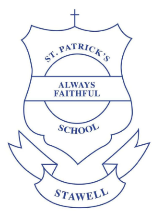 ST. PATRICK'S
ALWAYS
FAITHFUL
SCHOOL
STAWELL